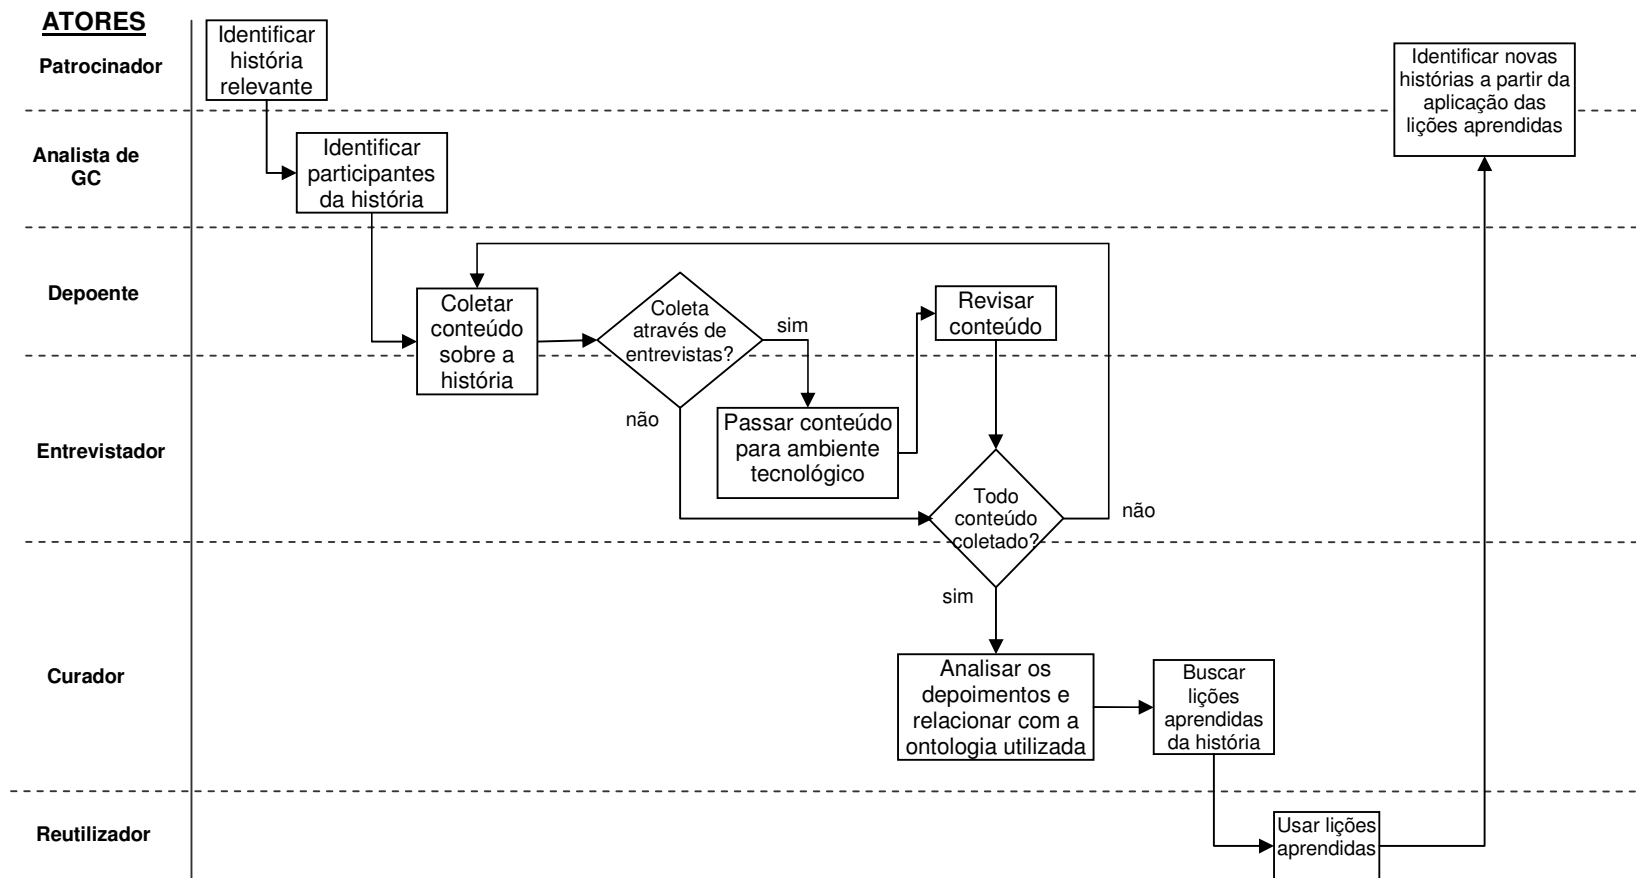 ATORES
Patrocinador
Identificar
história
relevante
Identificar novas
histórias a partir da
aplicação das
lições aprendidas
Analista de
GC
Identificar
participantes
da história
Depoente
Coletar
conteúdo
sobre a
história
Coleta
através de
entrevistas?
sim
não
Revisar
conteúdo
Entrevistador
Passar conteúdo
para ambiente
tecnológico
Todo
conteúdo
coletado?
não
sim
Curador
Analisar os
depoimentos e
relacionar com a
ontologia utilizada
Buscar
lições
aprendidas
da história
Reutilizador
Usar lições
aprendidas